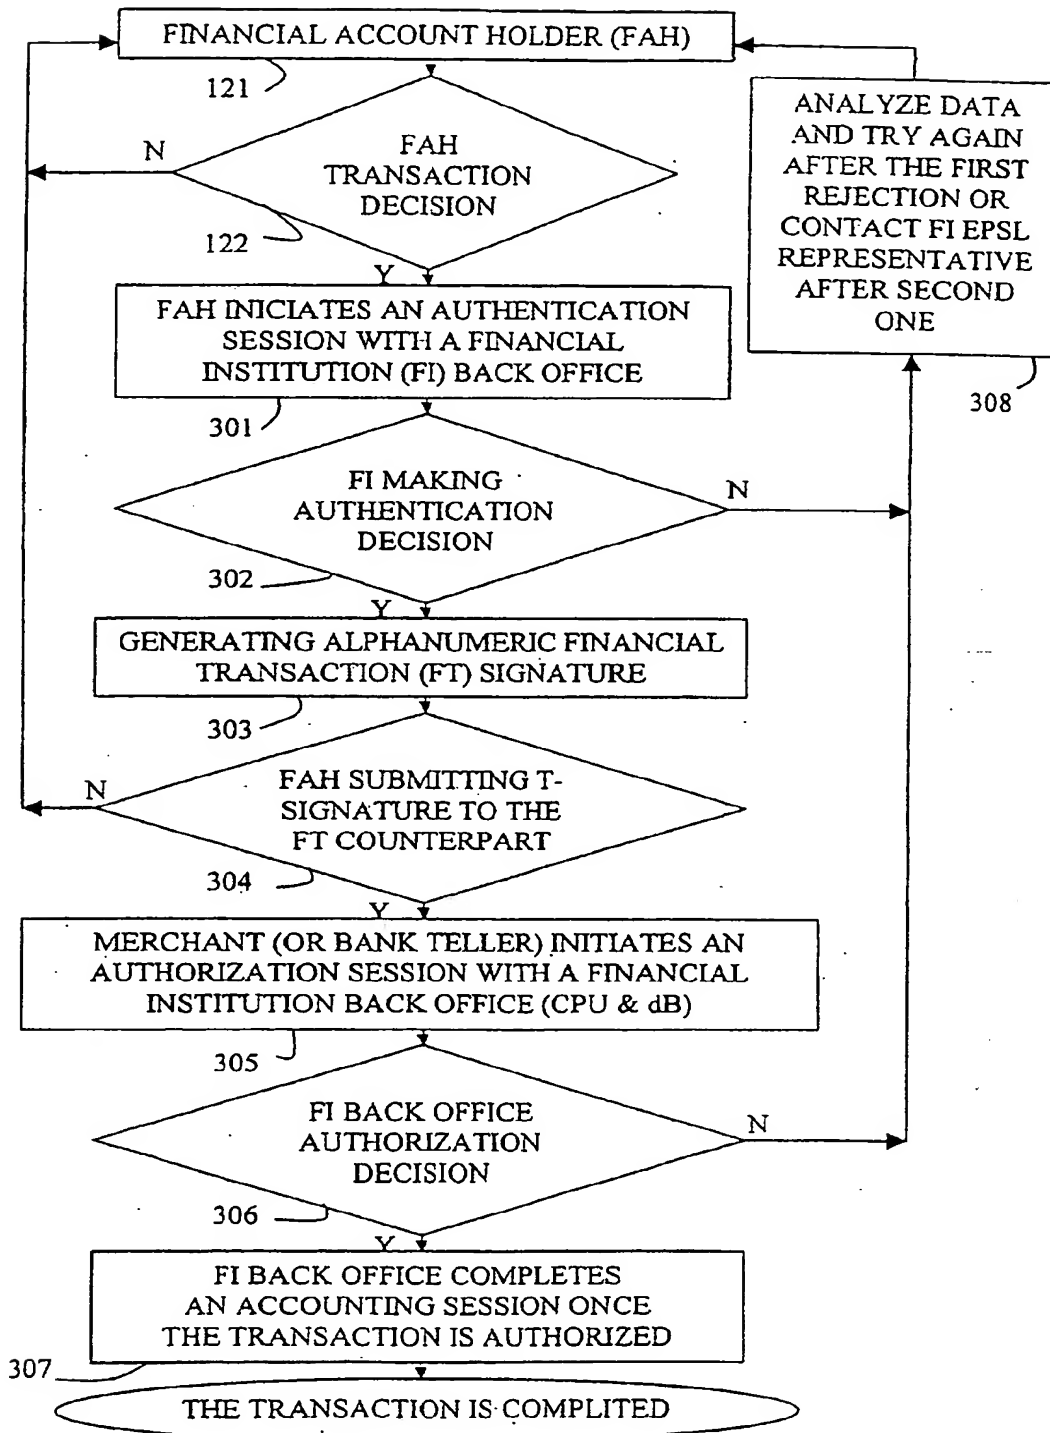 FINANCIAL ACCOUNT HOLDER (FAH)
121
FAH
TRANSACTION
DECISION
N
122
Y
ANALYZE DATA
AND TRY AGAIN
AFTER THE FIRST
REJECTION OR
CONTACT FI EPSL
REPRESENTATIVE
AFTER SECOND
ONE
308
FAH INICIATES AN AUTHENTICATION
SESSION WITH A FINANCIAL
INSTITUTION (FI) BACK OFFICE
301
FI MAKING
AUTHENTICATION
DECISION
N
302
Y
GENERATING ALPHANUMERIC FINANCIAL
TRANSACTION (FT) SIGNATURE
303
FAH SUBMITTING T-
SIGNATURE TO THE
FT COUNTERPART
N
304
Y
MERCHANT (OR BANK TELLER) INITIATES AN
AUTHORIZATION SESSION WITH A FINANCIAL
INSTITUTION BACK OFFICE (CPU & dB)
305
FI BACK OFFICE
AUTHORIZATION
DECISION
N
306
Y
FI BACK OFFICE COMPLETES
AN ACCOUNTING SESSION ONCE
THE TRANSACTION IS AUTHORIZED
307
THE TRANSACTION IS COMPLITED